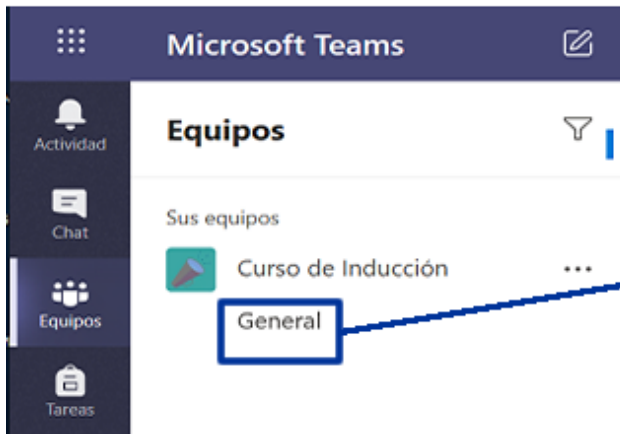 Microsoft Teams
Actividad
Chat
Equipos
Tareas
Equipos
Sus equipos
Curso de Inducción
General